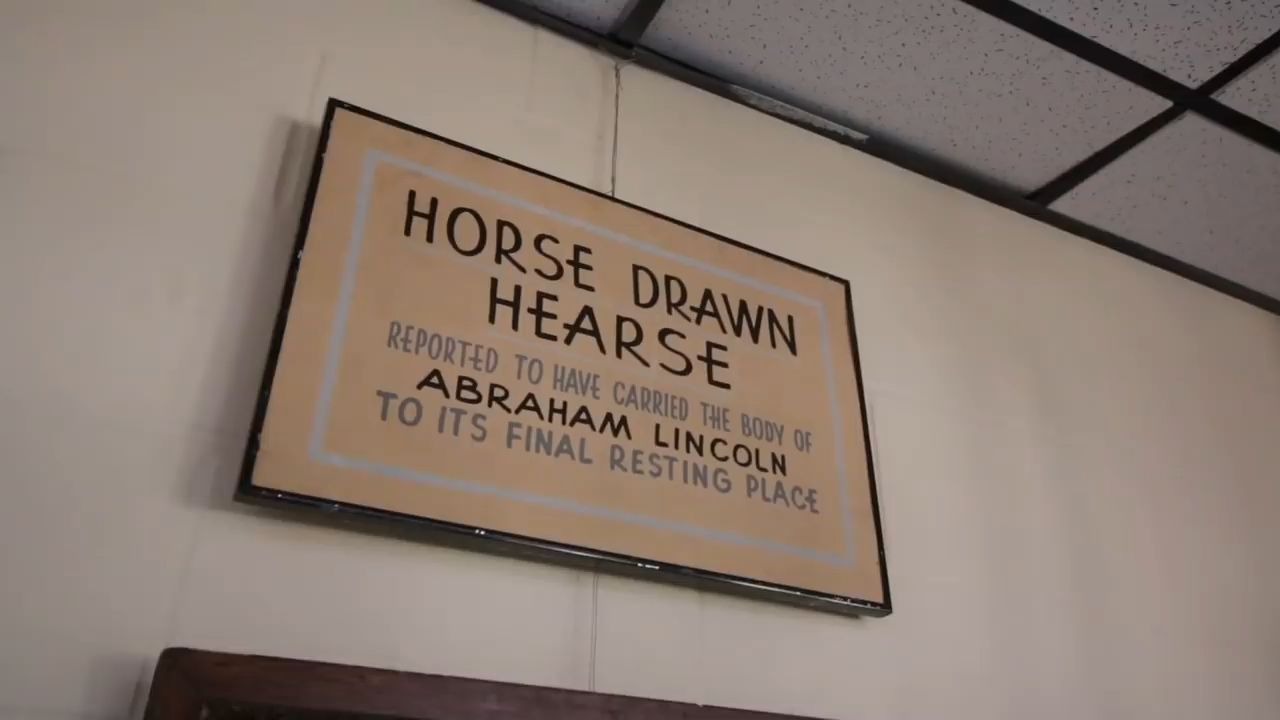 HORSE DRAWN
HEARSE
REPORTED TO HAVE CARRIED THE BODY OF
ABRAHAM LINCOLN
TO ITS FINAL RESTING PLACE